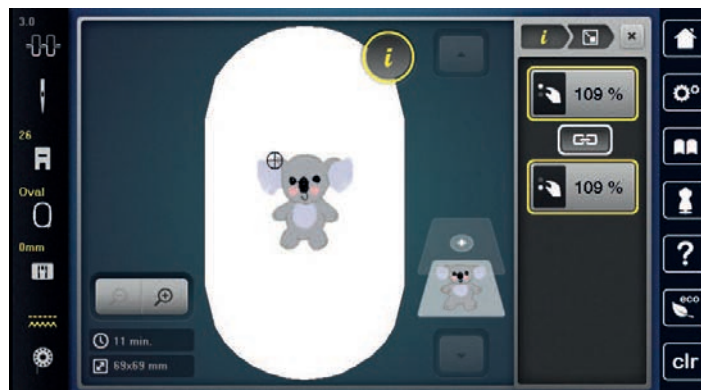 3.0
26
Oval
0mm
i
11 min.
69x69 mm
i
109 %
109 %
?
eco
clr